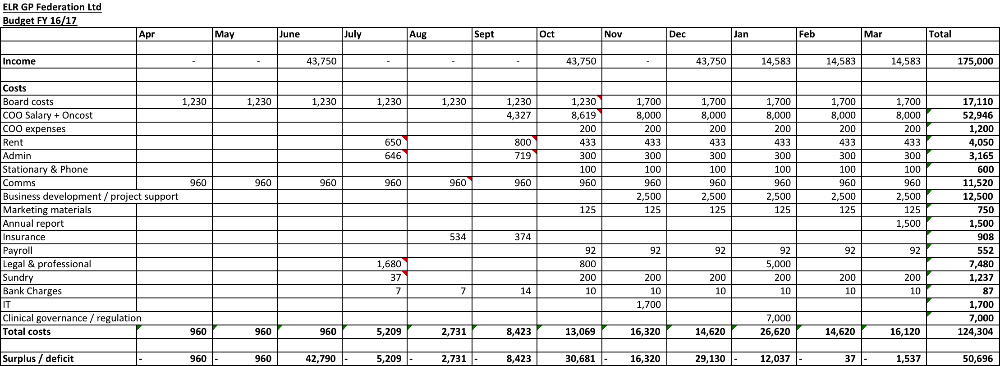 ELR GP Federation Ltd
Budget FY 16/17
Apr May June July Aug Sept Oct Nov Dec Jan Feb Mar Total
Income - - 43,750 - - - 43,750 - 43,750 14,583 14,583 14,583 175,000
Costs
Board costs 1,230 1,230 1,230 1,230 1,230 1,230 1,230 1,700 1,700 1,700 1,700 1,700 17,110
COO Salary + Oncost 4,327 8,619 8,000 8,000 8,000 8,000 8,000 52,946
COO expenses 200 200 200 200 200 200 1,200
Rent 650 800 433 433 433 433 433 433 4,050
Admin 646 719 300 300 300 300 300 300 3,165
Stationary & Phone 100 100 100 100 100 100 600
Comms 960 960 960 960 960 960 960 960 960 960 960 960 11,520
Business development / project support 2,500 2,500 2,500 2,500 2,500 12,500
Marketing materials 125 125 125 125 125 125 750
Annual report 1,500 1,500
Insurance 534 374 908
Payroll 92 92 92 92 92 92 552
Legal & professional 1,680 800 5,000 7,480
Sundry 37 200 200 200 200 200 200 1,237
Bank Charges 7 7 14 10 10 10 10 10 10 87
IT 1,700 1,700
Clinical governance / regulation 7,000 7,000
Total costs 960 960 960 5,209 2,731 8,423 13,069 16,320 14,620 26,620 14,620 16,120 124,304
Surplus / deficit - 960 - 960 42,790 - 5,209 - 2,731 - 8,423 30,681 - 16,320 29,130 - 12,037 - 37 - 1,537 50,696